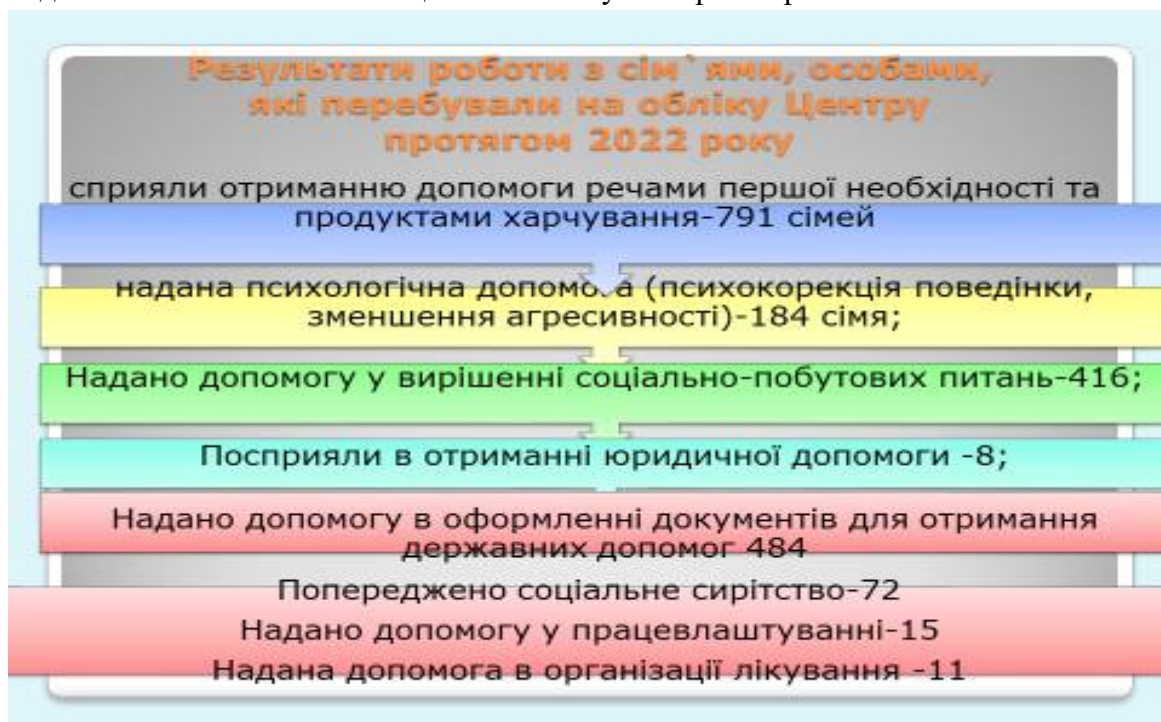 Результати роботи з сім`ями, особами,
які перебували на обліку Центру
протягом 2022 року
сприяли отриманню допомоги речами першої необхідності та
продуктами харчування-791 сімей
надана психологічна допомога (психокорекція поведінки,
зменшення агресивності)-184 сімя;
Надано допомогу у вирішенні соціально-побутових питань-416;
Посприяли в отриманні юридичної допомоги -8;
Надано допомогу в оформленні документів для отримання
державних допомог 484
Попереджено соціальне сирітство-72
Надано допомогу у працевлаштуванні-15
Надана допомога в організації лікування -11